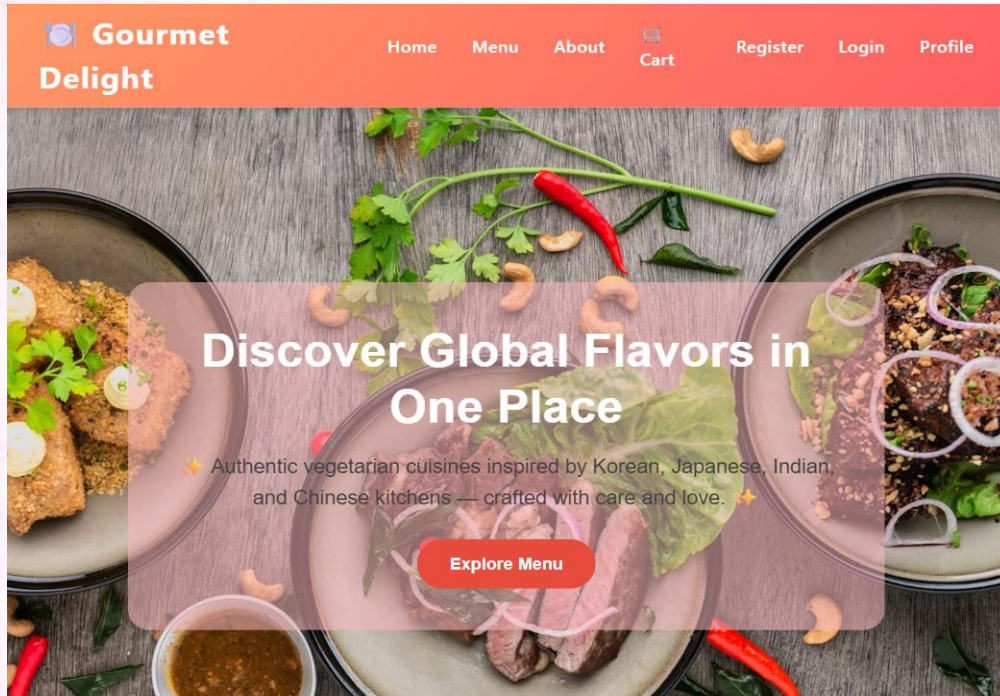 🍽️ Gourmet
Delight
Home Menu About 🛒 Cart Register Login Profile
Discover Global Flavors in
One Place
✨ Authentic vegetarian cuisines inspired by Korean, Japanese, Indian,
and Chinese kitchens — crafted with care and love. ✨
Explore Menu